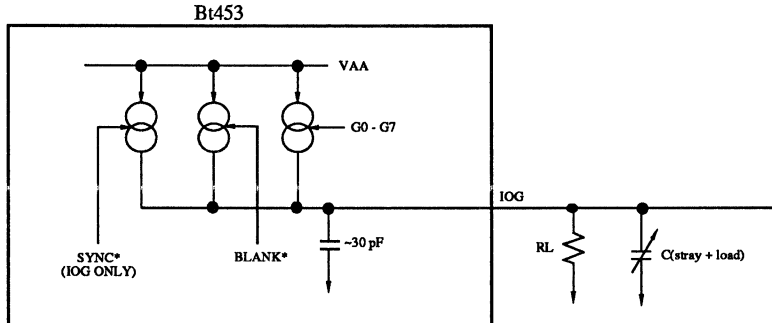 Bt453
VAA
G0 - G7
IOG
SYNC*
(IOG ONLY)
BLANK*
~30 pF
RL
C(stray + load)